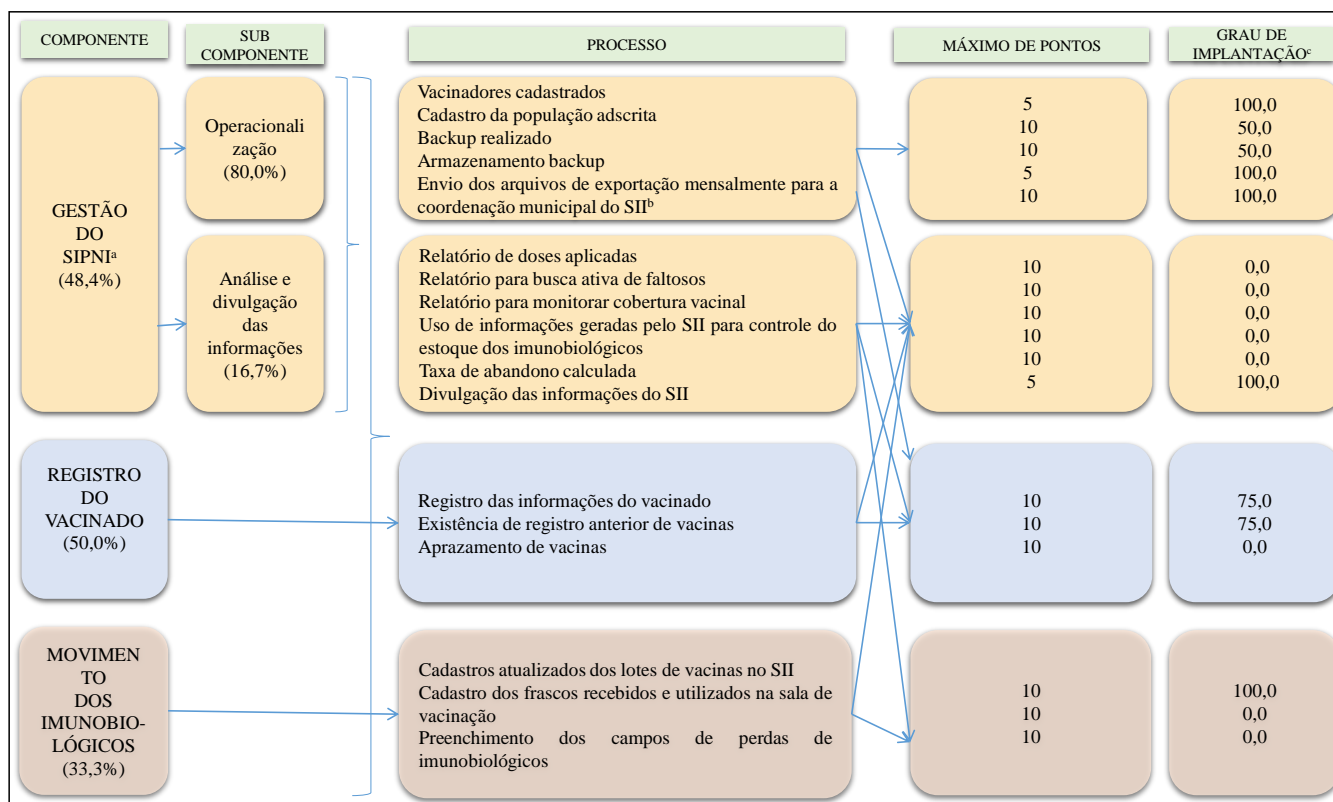 COMPONENTE
SUB
COMPONENTE
PROCESSO
MÁXIMO DE PONTOS
GRAU DE
IMPLANTAÇÃOᶜ
GESTÃO
DO
SIPNIᵃ
(48,4%)
Operacionali
zação
(80,0%)
Vacinadores cadastrados
Cadastro da população adscrita
Backup realizado
Armazenamento backup
Envio dos arquivos de exportação mensalmente para a
coordenação municipal do SIIᵇ
5
10
10
5
10
100,0
50,0
50,0
100,0
100,0
Análise e
divulgação
das
informações
(16,7%)
Relatório de doses aplicadas
Relatório para busca ativa de faltosos
Relatório para monitorar cobertura vacinal
Uso de informações geradas pelo SII para controle do
estoque dos imunobiológicos
Taxa de abandono calculada
Divulgação das informações do SII
10
10
10
10
10
5
0,0
0,0
0,0
0,0
0,0
100,0
REGISTRO
DO
VACINADO
(50,0%)
Registro das informações do vacinado
Existência de registro anterior de vacinas
Aprazamento de vacinas
10
10
10
75,0
75,0
0,0
MOVIMEN
TO
DOS
IMUNOBIO-
LÓGICOS
(33,3%)
Cadastros atualizados dos lotes de vacinas no SII
Cadastro dos frascos recebidos e utilizados na sala de
vacinação
Preenchimento dos campos de perdas de
imunobiológicos
10
10
10
100,0
0,0
0,0